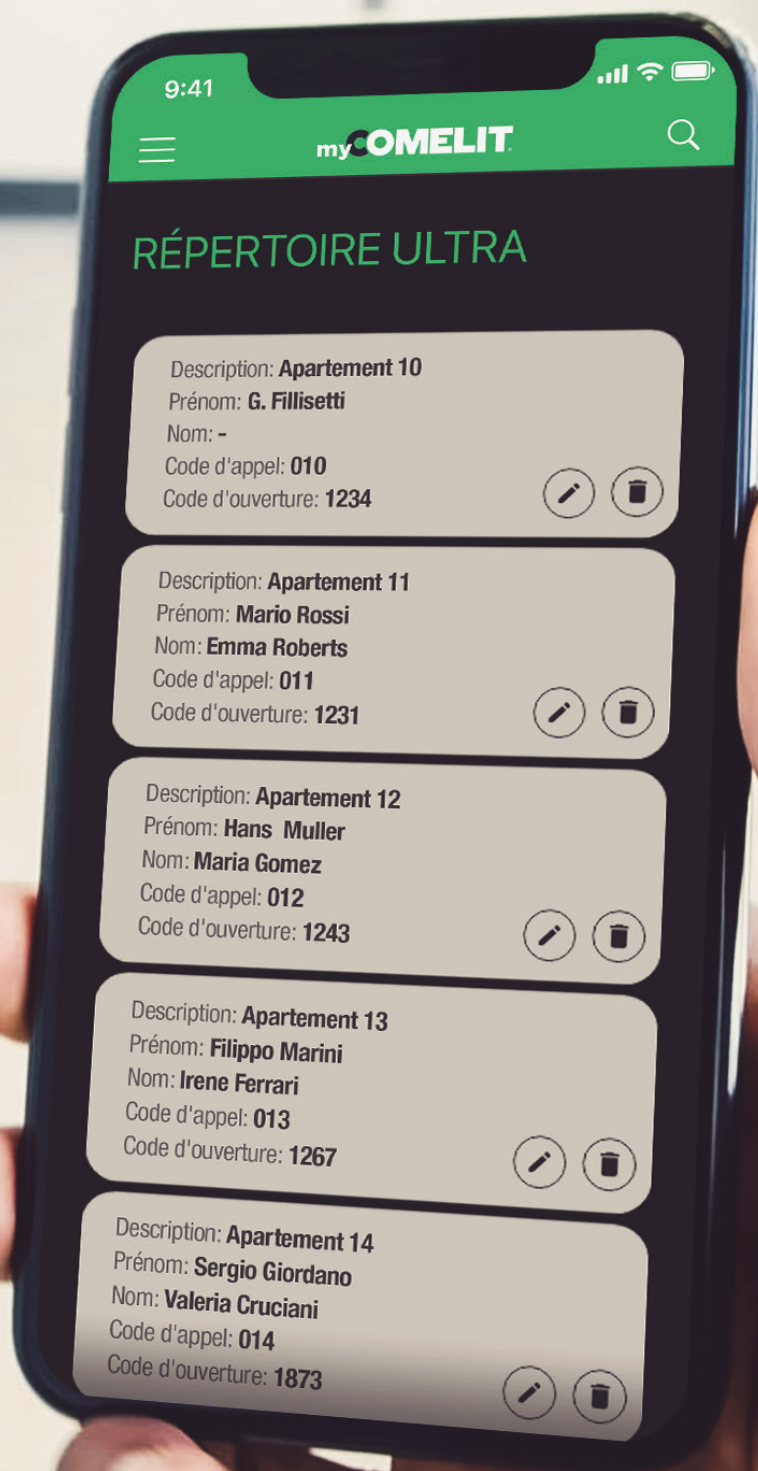 9:41
myCOMELIT
RÉPERTOIRE ULTRA
Description: Apartement 10
Prénom: G. Fillisetti
Nom: -
Code d'appel: 010
Code d'ouverture: 1234
Description: Apartement 11
Prénom: Mario Rossi
Nom: Emma Roberts
Code d'appel: 011
Code d'ouverture: 1231
Description: Apartement 12
Prénom: Hans  Muller
Nom: Maria Gomez
Code d'appel: 012
Code d'ouverture: 1243
Description: Apartement 13
Prénom: Filippo Marini
Nom: Irene Ferrari
Code d'appel: 013
Code d'ouverture: 1267
Description: Apartement 14
Prénom: Sergio Giordano
Nom: Valeria Cruciani
Code d'appel: 014
Code d'ouverture: 1873